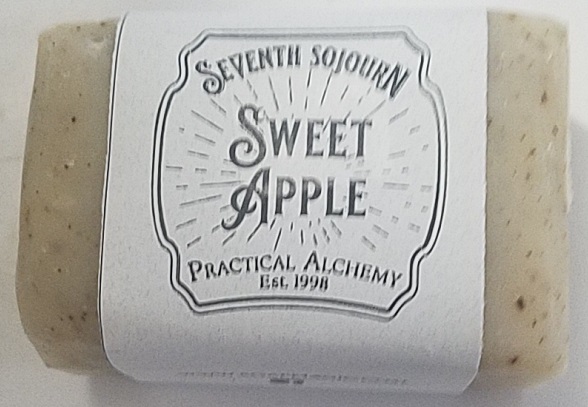 SEVENTH SOJOURN
SWEET
APPLE
PRACTICAL ALCHEMY
Est. 1998